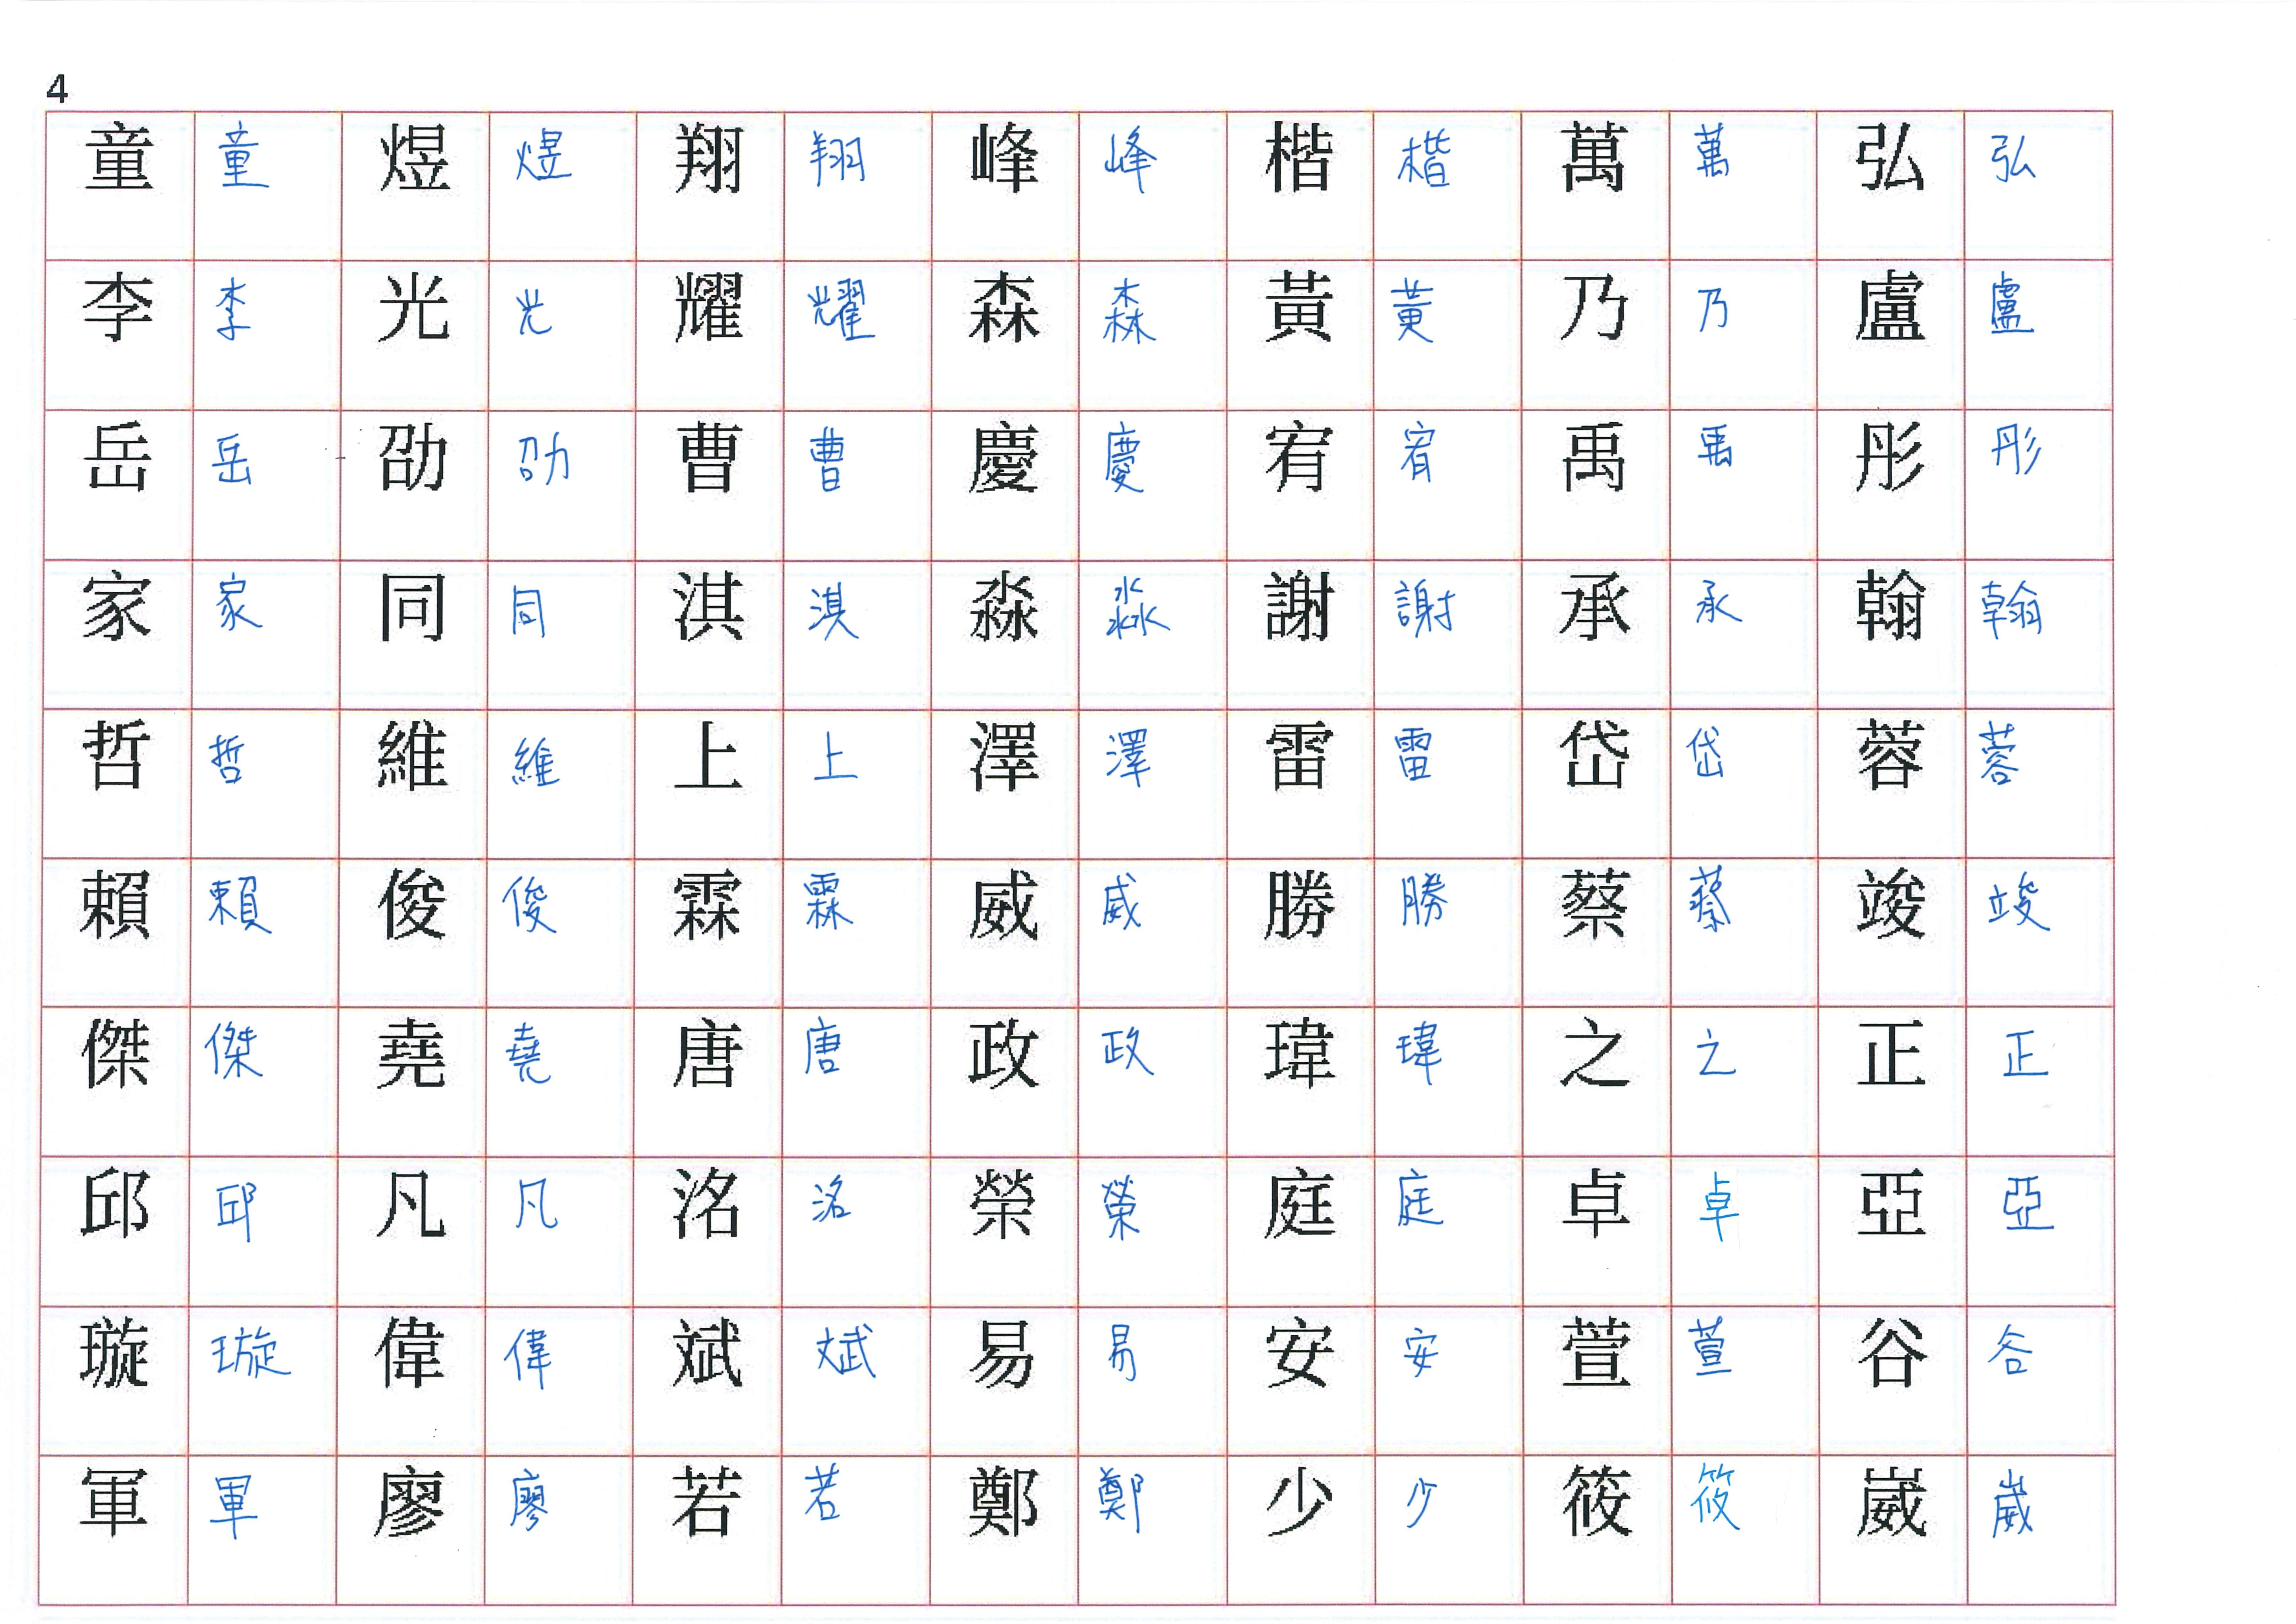 4
童 童 煜 煜 翔 翔 峰 峰 楷 楷 萬 萬 弘 弘
李 李 光 光 耀 耀 森 森 黃 黃 乃 乃 盧 盧
岳 岳 劭 劭 曹 曹 慶 慶 宥 宥 禹 禹 彤 彤
家 家 同 同 淇 淇 淼 淼 謝 謝 承 承 翰 翰
哲 哲 維 維 上 上 澤 澤 雷 雷 岱 岱 蓉 蓉
賴 賴 俊 俊 霖 霖 威 威 勝 勝 蔡 蔡 竣 竣
傑 傑 堯 堯 唐 唐 政 政 瑋 瑋 之 之 正 正
邱 邱 凡 凡 洺 洺 榮 榮 庭 庭 卓 卓 亞 亞
璇 璇 偉 偉 斌 斌 易 易 安 安 萱 萱 谷 谷
軍 軍 廖 廖 若 若 鄭 鄭 少 少 筱 筱 崴 崴